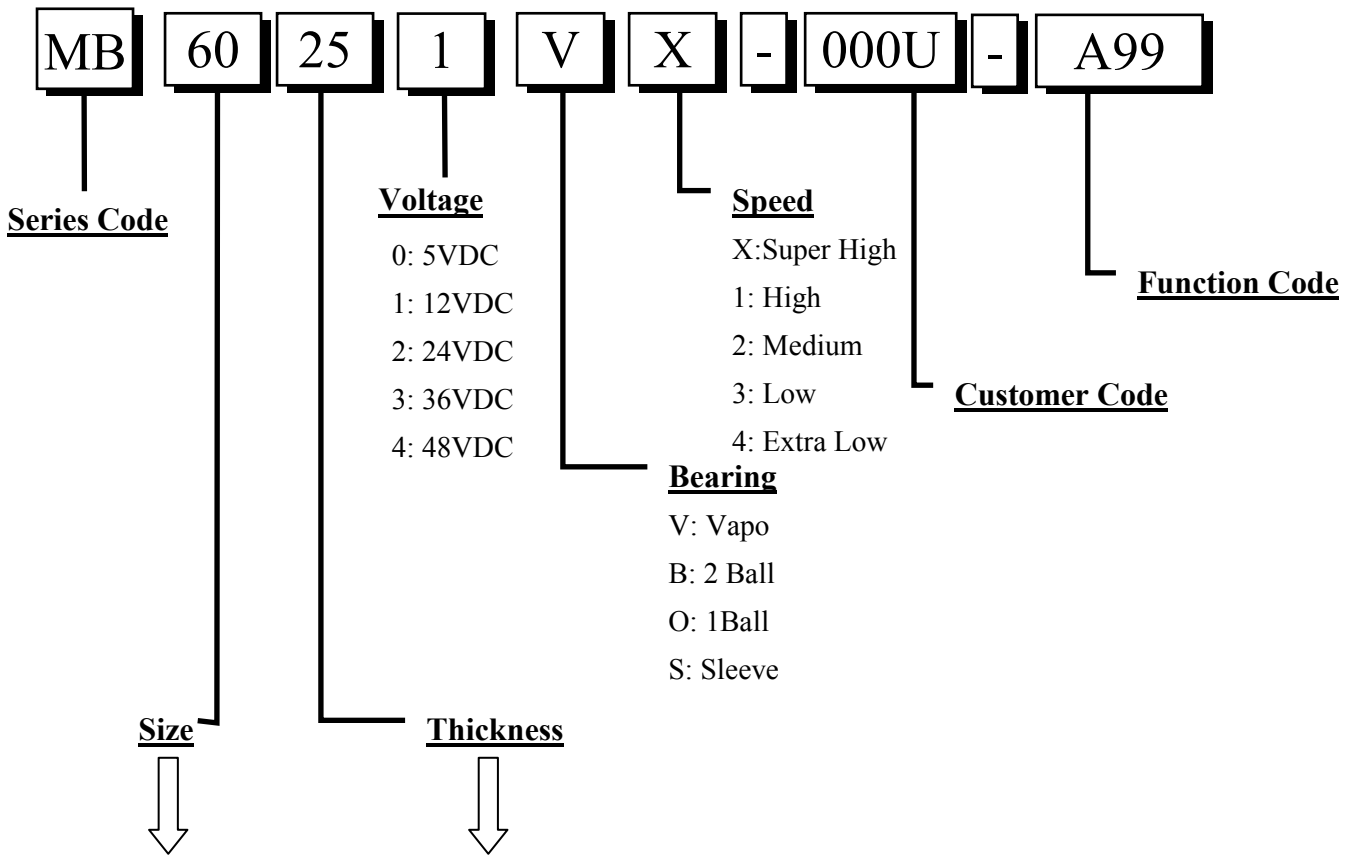 MB 60 25 1 V X - 000U - A99
Series Code
Voltage
0: 5VDC
1: 12VDC
2: 24VDC
3: 36VDC
4: 48VDC
Speed
X:Super High
1: High
2: Medium
3: Low
4: Extra Low
Function Code
Customer Code
Bearing
V: Vapo
B: 2 Ball
O: 1Ball
S: Sleeve
Size
Thickness